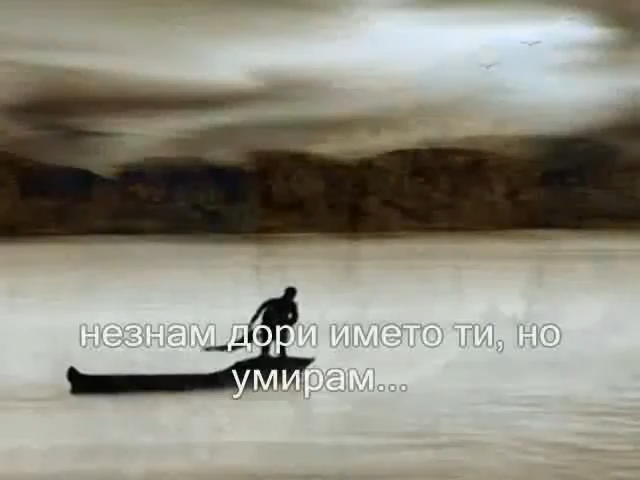 незнам дори името ти, но
умирам...